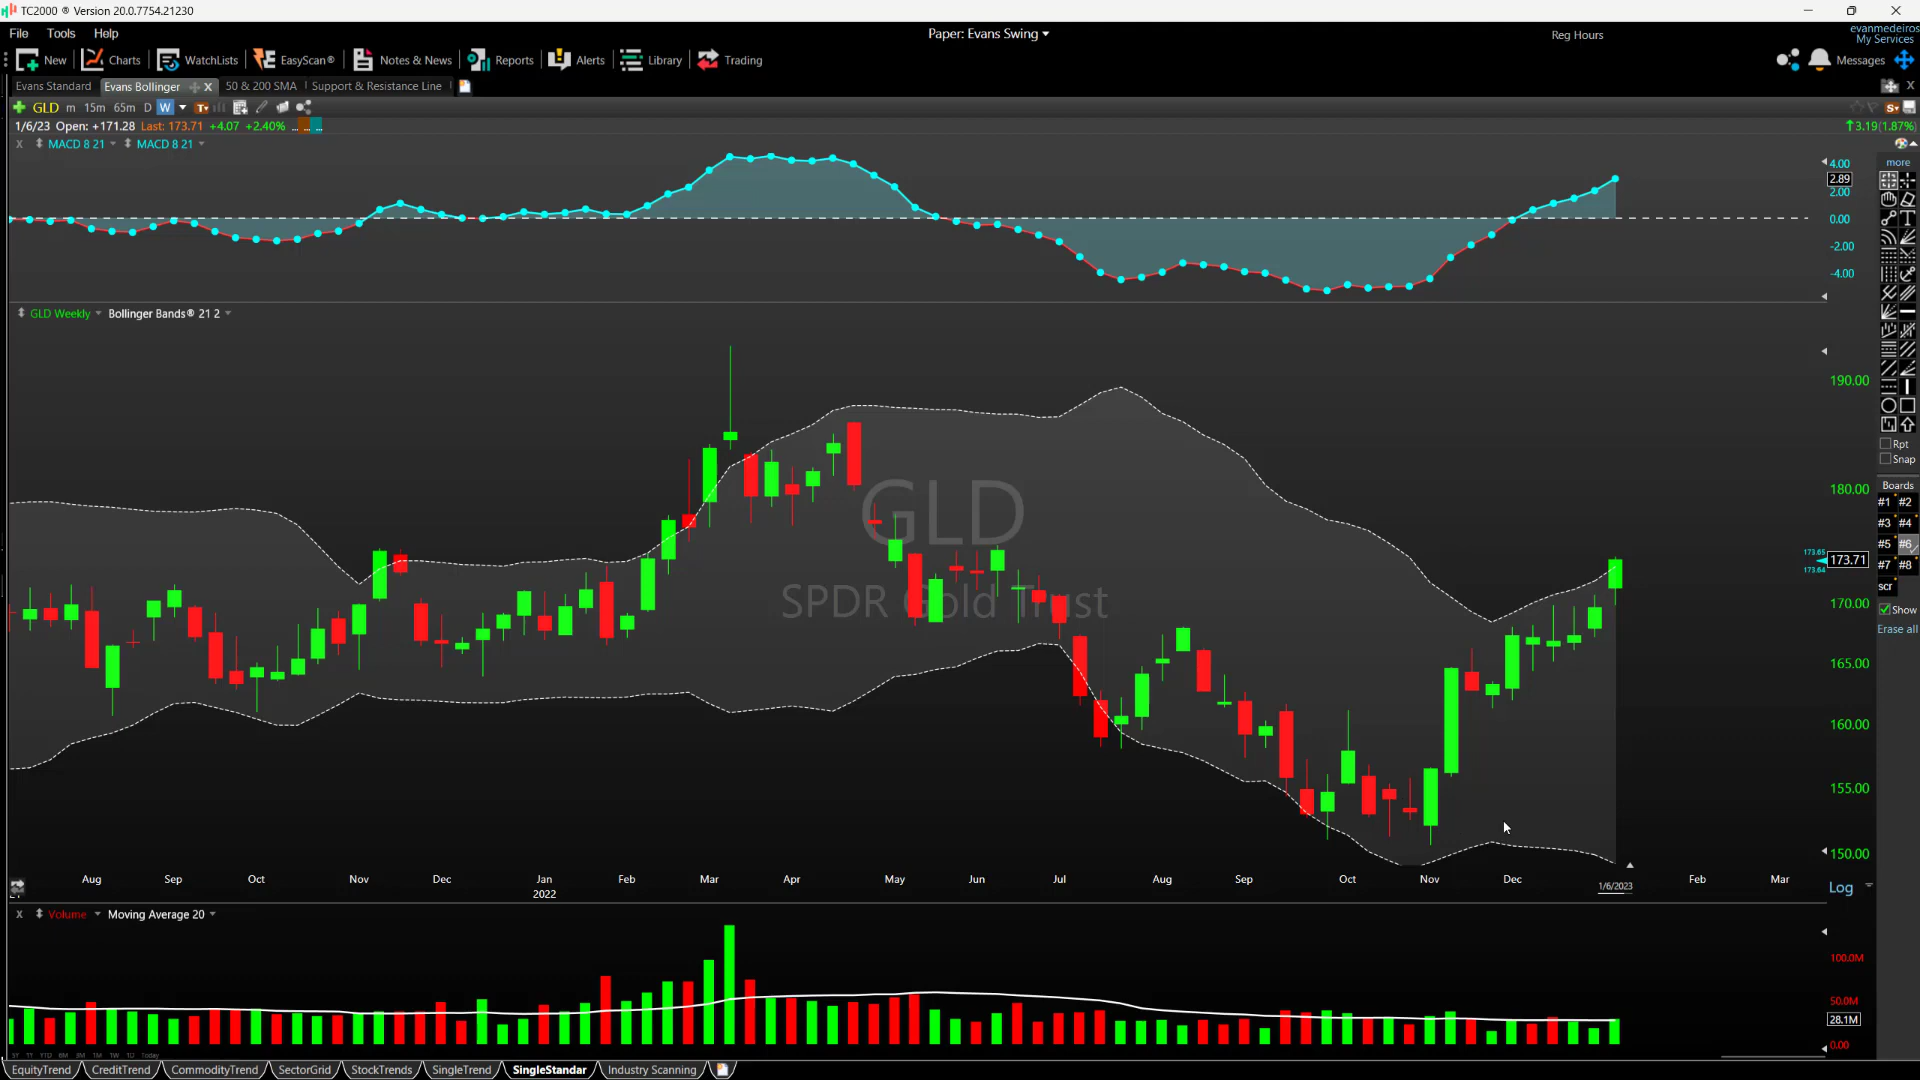 TC2000 ® Version 20.0.7754.21230
File Tools Help
Paper: Evans Swing
Reg Hours
evanmedeiros
My Services
New Charts WatchLists EasyScan® Notes & News Reports Alerts Library Trading
Messages
Evans Standard Evans Bollinger X 50 & 200 SMA Support & Resistance Line
X
GLD m 15m 65m D W
1/6/23 Open: +171.28 Last: 173.71 +4.07 +2.40% ... ... ...
3.19(1.87%)
X MACD 8 21 MACD 8 21
more
4.00
2.89
2.00
0.00
-2.00
-4.00
GLD Weekly Bollinger Bands® 21 2
190.00
180.00
173.65
173.71
173.64
170.00
165.00
160.00
155.00
150.00
GLD
SPDR Gold Trust
Rpt
Snap
Boards
#1 #2
#3 #4
#5 #6
#7 #8
scr
Show
Erase all
Aug Sep Oct Nov Dec Jan Feb Mar Apr May Jun Jul Aug Sep Oct Nov Dec 1/6/2023 Feb Mar
2022
Log
X Volume Moving Average 20
100.0M
50.0M
28.1M
0.00
Today
EquityTrend CreditTrend CommodityTrend SectorGrid StockTrends SingleTrend SingleStandar Industry Scanning